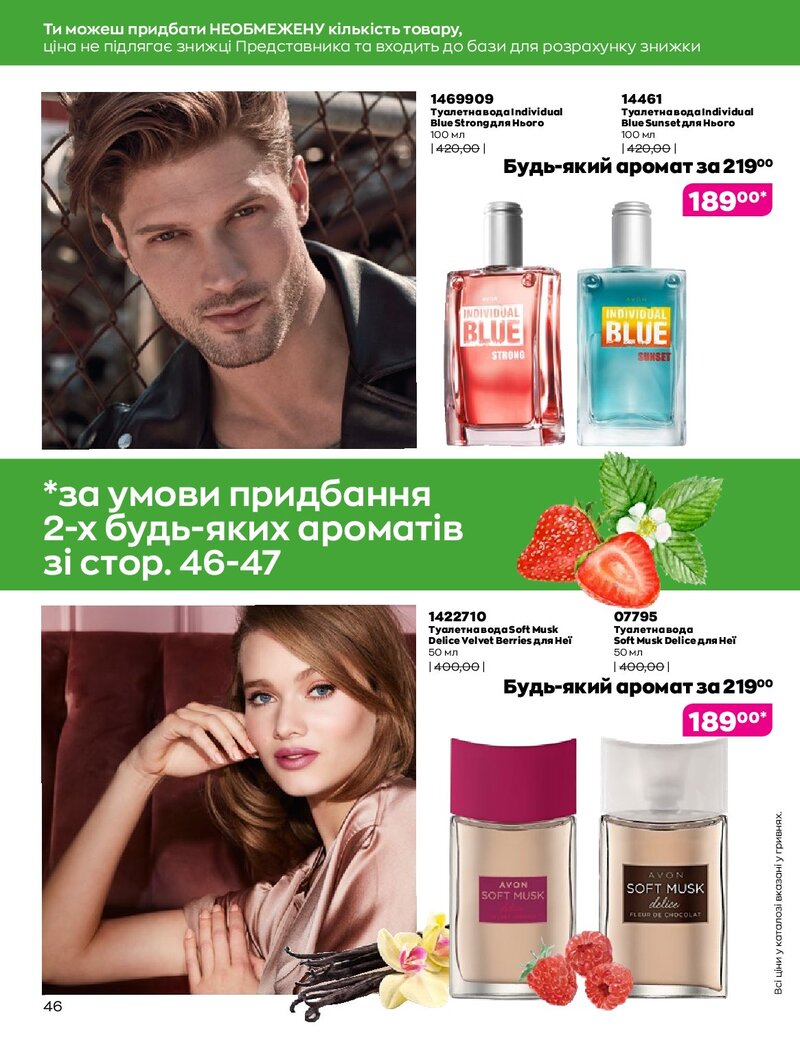 Ти можеш придбати НЕОБМЕЖЕНУ кількість товару,
ціна не підлягає знижці Представника та входить до бази для розрахунку знижки
1469909
Туалетна вода Individual
Blue Strong для Нього
100 мл
| 420,00 |
14461
Туалетна вода Individual
Blue Sunset для Нього
100 мл
| 420,00 |
Будь-який аромат за 219⁰⁰
189⁰⁰*
AVON
INDIVIDUAL
BLUE
STRONG
AVON
INDIVIDUAL
BLUE
SUNSET
*за умови придбання
2-х будь-яких ароматів
зі стор. 46-47
1422710
Туалетна вода Soft Musk
Delice Velvet Berries для Неї
50 мл
| 400,00 |
07795
Туалетна вода
Soft Musk Delice для Неї
50 мл
| 400,00 |
Будь-який аромат за 219⁰⁰
189⁰⁰*
AVON
SOFT MUSK
AVON
SOFT MUSK
delice
FLEUR DE CHOCOLAT
Всі ціни у каталозі вказані у гривнях.
46